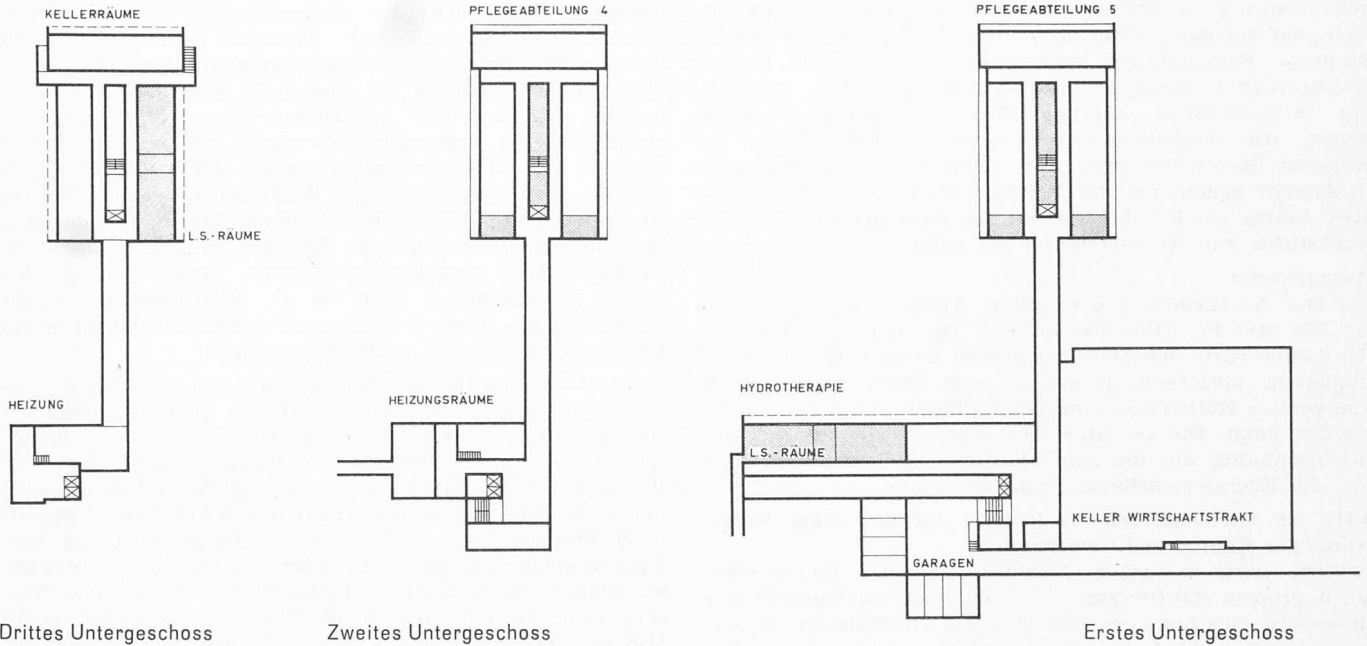 KELLERRÄUME
PFLEGEABTEILUNG 4
PFLEGEABTEILUNG 5
L.S.-RÄUME
HEIZUNG
HEIZUNGSRÄUME
HYDROTHERAPIE
L.S.-RÄUME
KELLER WIRTSCHAFTSTRAKT
GARAGEN
Drittes Untergeschoss
Zweites Untergeschoss
Erstes Untergeschoss